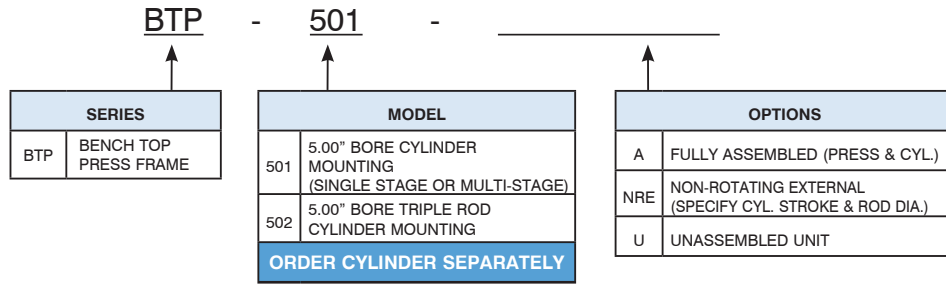 BTP - 501 -
SERIES
BTP BENCH TOP
PRESS FRAME
MODEL
501 5.00" BORE CYLINDER
MOUNTING
(SINGLE STAGE OR MULTI-STAGE)
502 5.00" BORE TRIPLE ROD
CYLINDER MOUNTING
ORDER CYLINDER SEPARATELY
OPTIONS
A FULLY ASSEMBLED (PRESS & CYL.)
NRE NON-ROTATING EXTERNAL
(SPECIFY CYL. STROKE & ROD DIA.)
U UNASSEMBLED UNIT